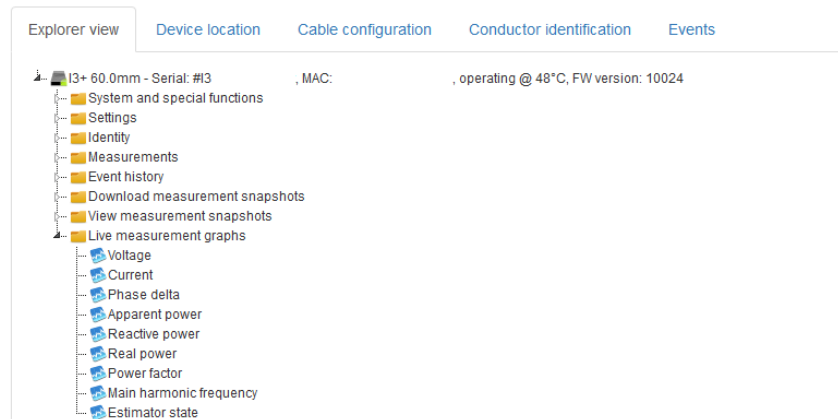 Explorer view Device location Cable configuration Conductor identification Events
I3+ 60.0mm - Serial: #I3 , MAC: , operating @ 48°C, FW version: 10024
System and special functions
Settings
Identity
Measurements
Event history
Download measurement snapshots
View measurement snapshots
Live measurement graphs
Voltage
Current
Phase delta
Apparent power
Reactive power
Real power
Power factor
Main harmonic frequency
Estimator state